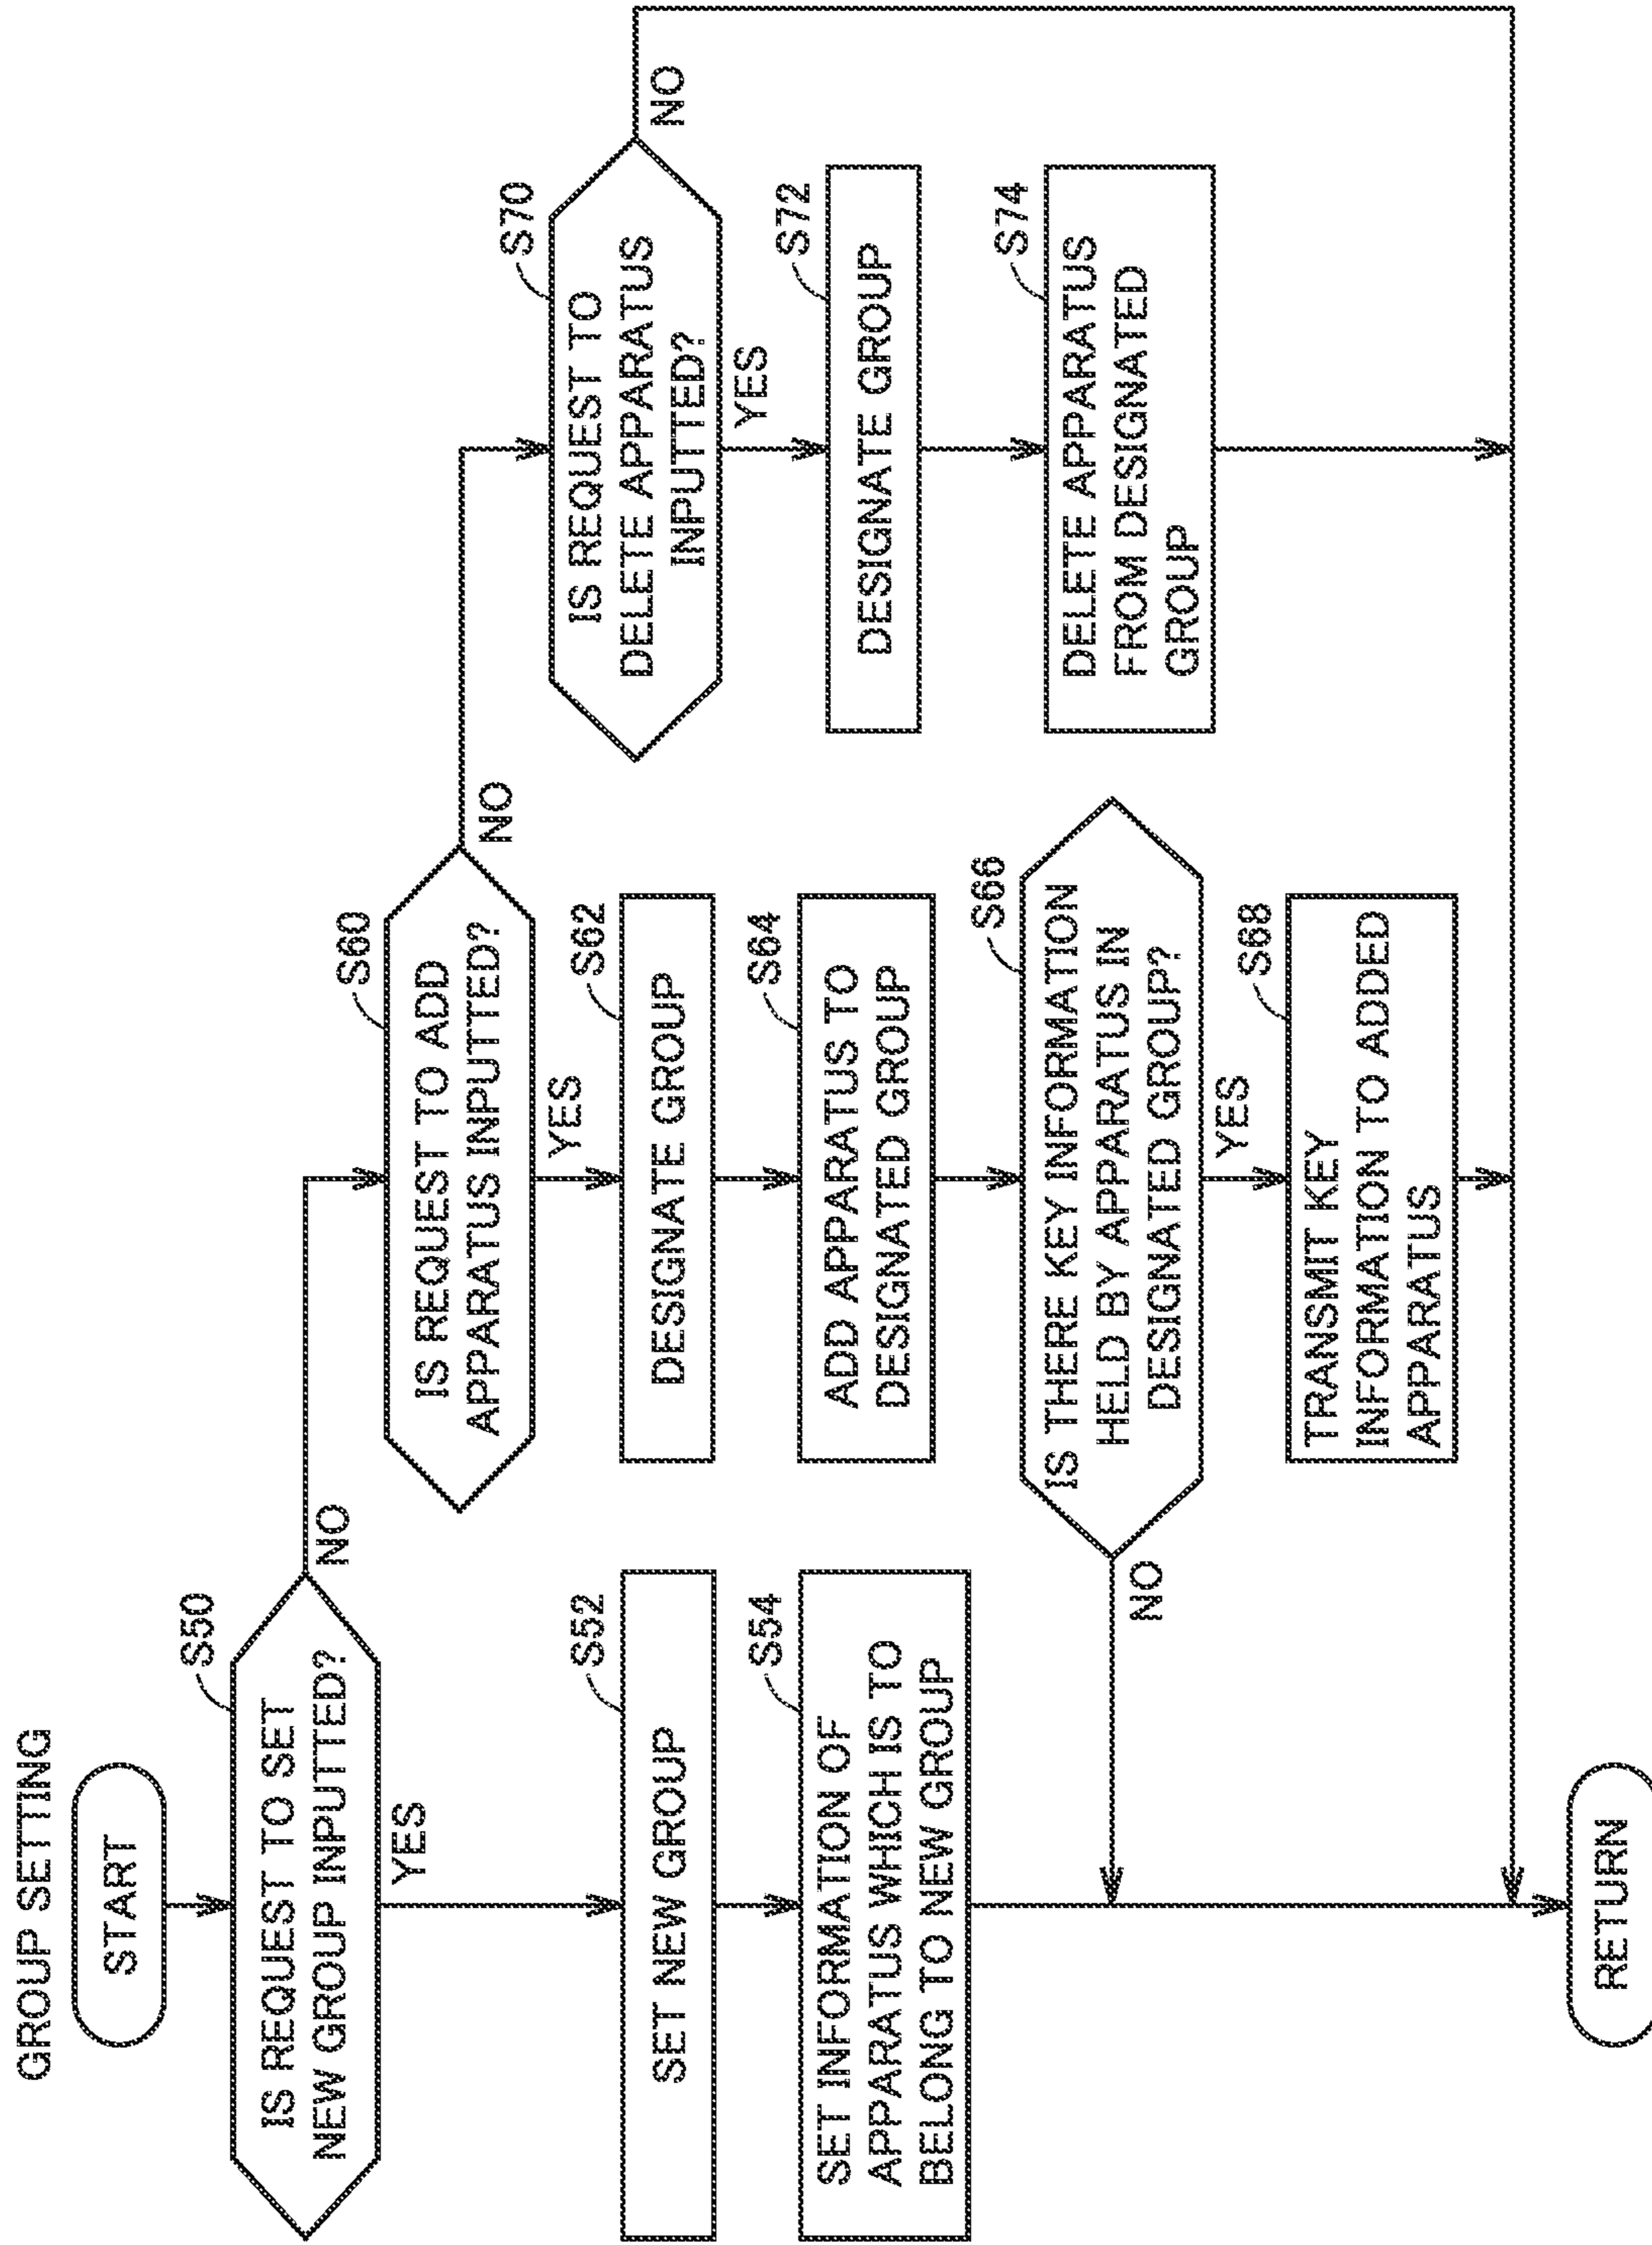 GROUP SETTING
START
S50
IS REQUEST TO SET
NEW GROUP INPUTTED?
NO
YES
S52
SET NEW GROUP
S54
SET INFORMATION OF
APPARATUS WHICH IS TO
BELONG TO NEW GROUP
S60
IS REQUEST TO ADD
APPARATUS INPUTTED?
NO
YES
S62
DESIGNATE GROUP
S64
ADD APPARATUS TO
DESIGNATED GROUP
S66
IS THERE KEY INFORMATION
HELD BY APPARATUS IN
DESIGNATED GROUP?
NO
YES
S68
TRANSMIT KEY
INFORMATION TO ADDED
APPARATUS
S70
IS REQUEST TO
DELETE APPARATUS
INPUTTED?
NO
YES
S72
DESIGNATE GROUP
S74
DELETE APPARATUS
FROM DESIGNATED
GROUP
RETURN